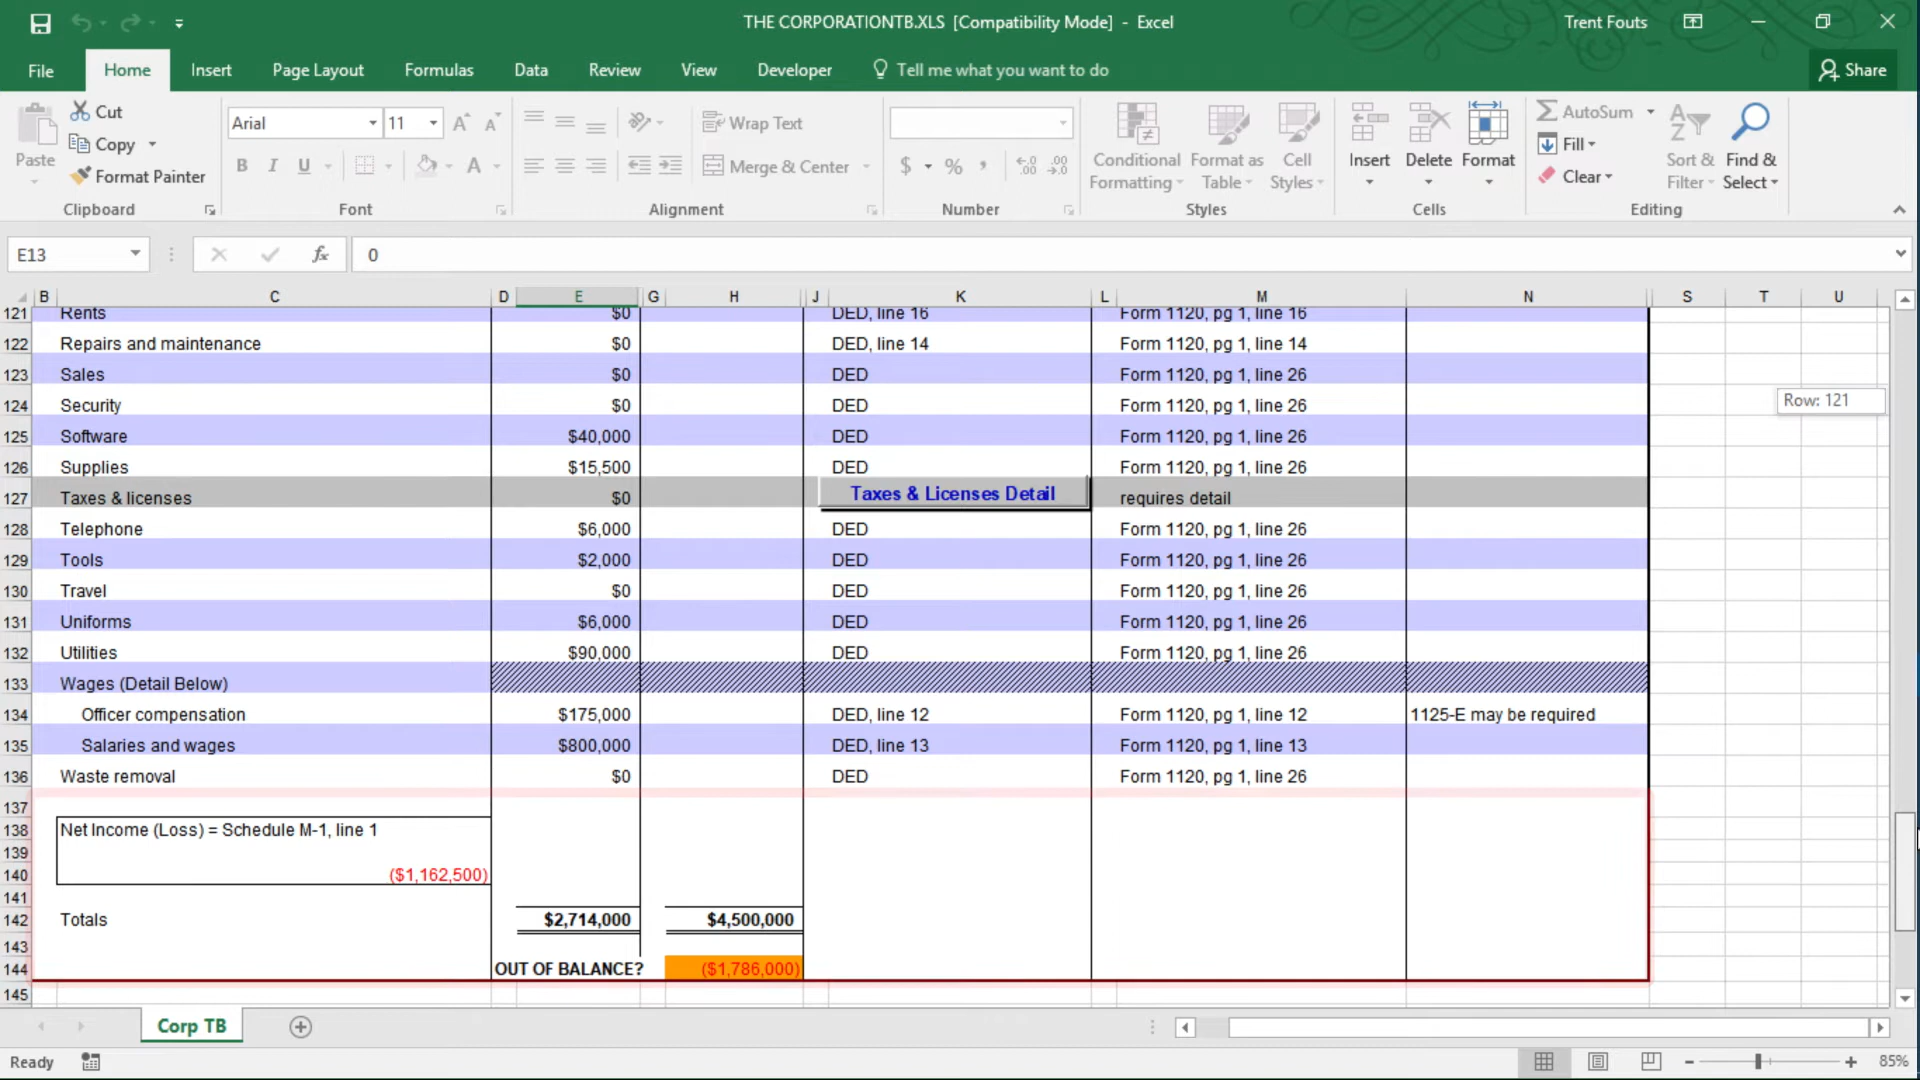 THE CORPORATIONTB.XLS [Compatibility Mode] - Excel
Trent Fouts
File Home Insert Page Layout Formulas Data Review View Developer Tell me what you want to do Share
Paste
Cut
Copy
Format Painter
Clipboard
Arial 11
B I U A
Font
Wrap Text
Merge & Center
Alignment
$ % ,
Number
Conditional Formatting
Format as Table
Cell Styles
Styles
Insert Delete Format
Cells
AutoSum
Fill
Clear
Sort & Filter
Find & Select
Editing
E13 fx 0
B C D E G H J K L M N S T U
121 Rents $0 DED, line 16 Form 1120, pg 1, line 16
122 Repairs and maintenance $0 DED, line 14 Form 1120, pg 1, line 14
123 Sales $0 DED Form 1120, pg 1, line 26
124 Security $0 DED Form 1120, pg 1, line 26
Row: 121
125 Software $40,000 DED Form 1120, pg 1, line 26
126 Supplies $15,500 DED Form 1120, pg 1, line 26
127 Taxes & licenses $0 Taxes & Licenses Detail requires detail
128 Telephone $6,000 DED Form 1120, pg 1, line 26
129 Tools $2,000 DED Form 1120, pg 1, line 26
130 Travel $0 DED Form 1120, pg 1, line 26
131 Uniforms $6,000 DED Form 1120, pg 1, line 26
132 Utilities $90,000 DED Form 1120, pg 1, line 26
133 Wages (Detail Below)
134 Officer compensation $175,000 DED, line 12 Form 1120, pg 1, line 12 1125-E may be required
135 Salaries and wages $800,000 DED, line 13 Form 1120, pg 1, line 13
136 Waste removal $0 DED Form 1120, pg 1, line 26
137
138 Net Income (Loss) = Schedule M-1, line 1
139
140 ($1,162,500)
141
142 Totals $2,714,000 $4,500,000
143
144 OUT OF BALANCE? ($1,786,000)
145
Corp TB
Ready 85%